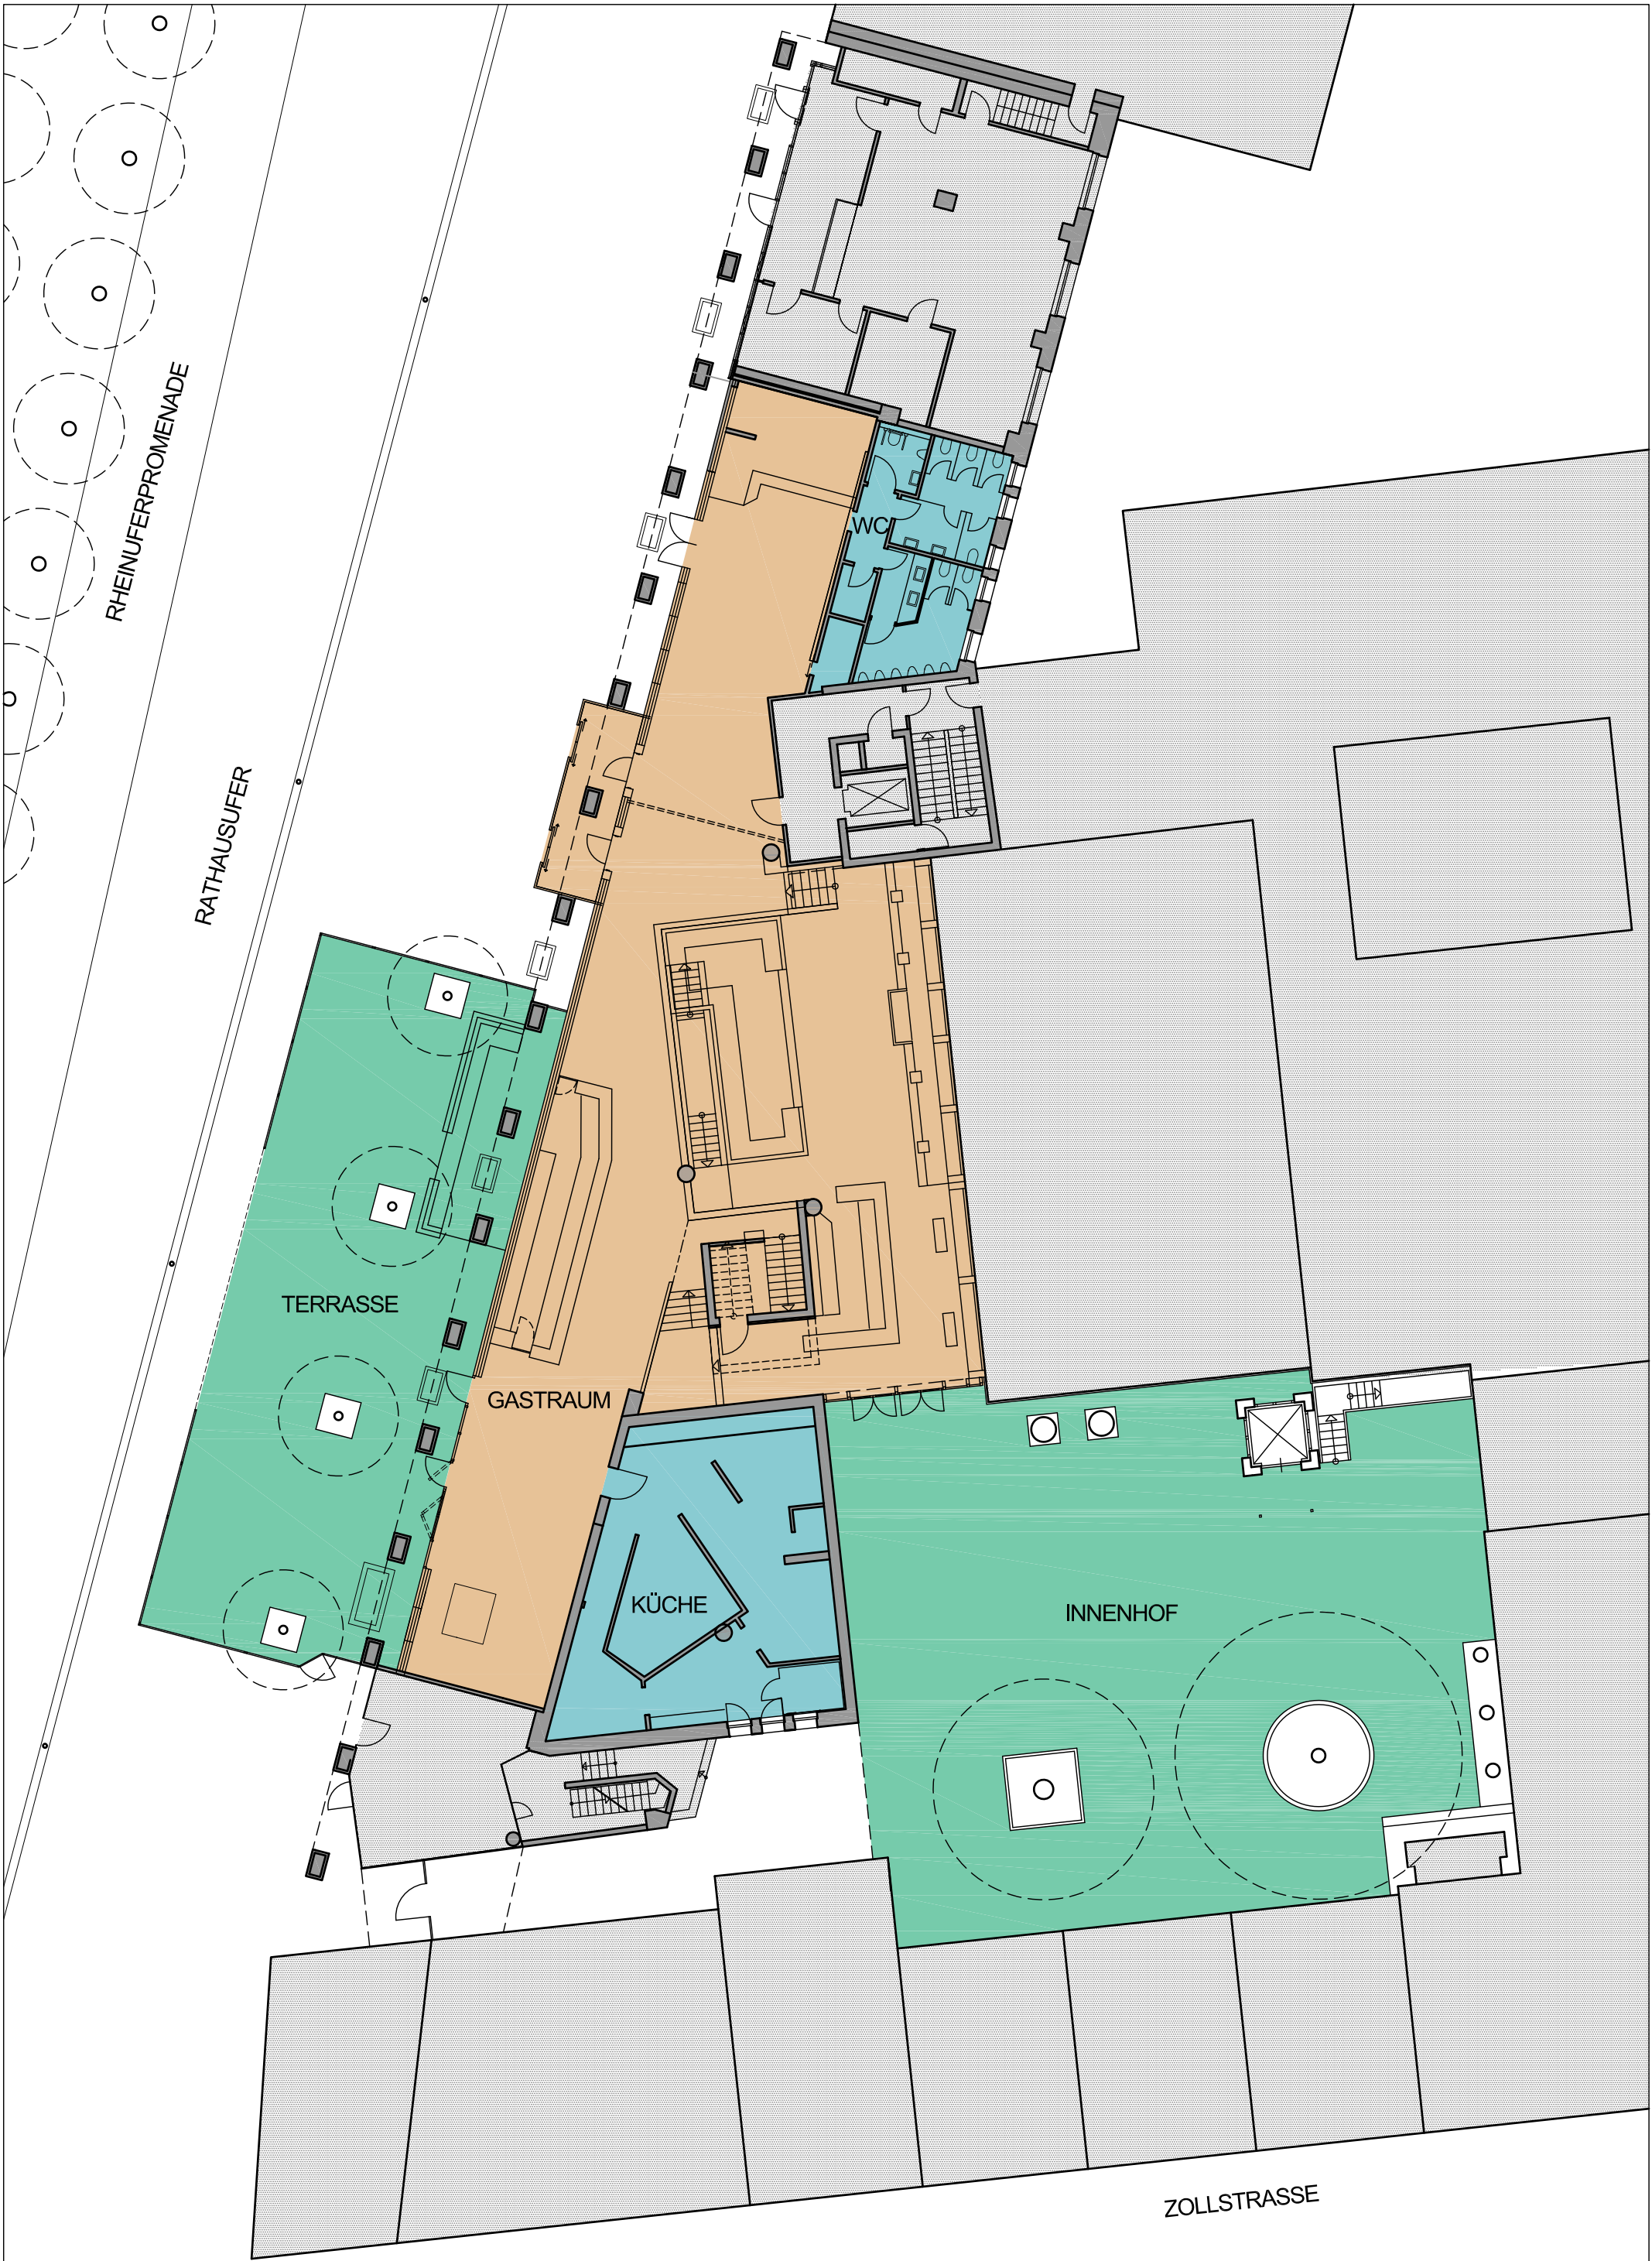 RHEINUFERPROMENADE
WC
RATHAUSUFER
TERRASSE
GASTRAUM
KÜCHE
INNENHOF
ZOLLSTRASSE